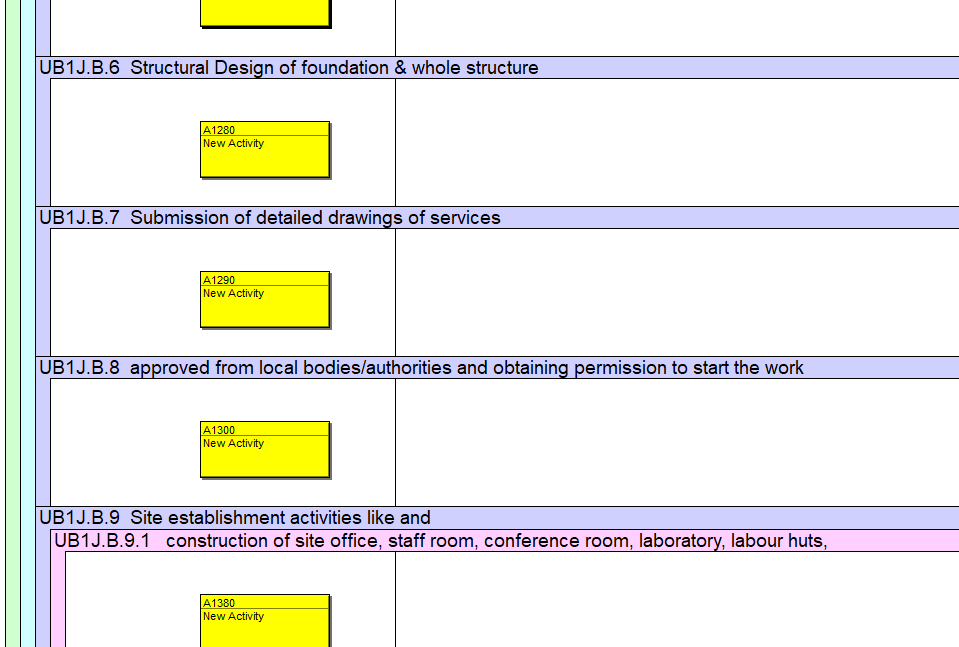 UB1J.B.6 Structural Design of foundation & whole structure
A1280
New Activity
UB1J.B.7 Submission of detailed drawings of services
A1290
New Activity
UB1J.B.8 approved from local bodies/authorities and obtaining permission to start the work
A1300
New Activity
UB1J.B.9 Site establishment activities like and
UB1J.B.9.1 construction of site office, staff room, conference room, laboratory, labour huts,
A1380
New Activity